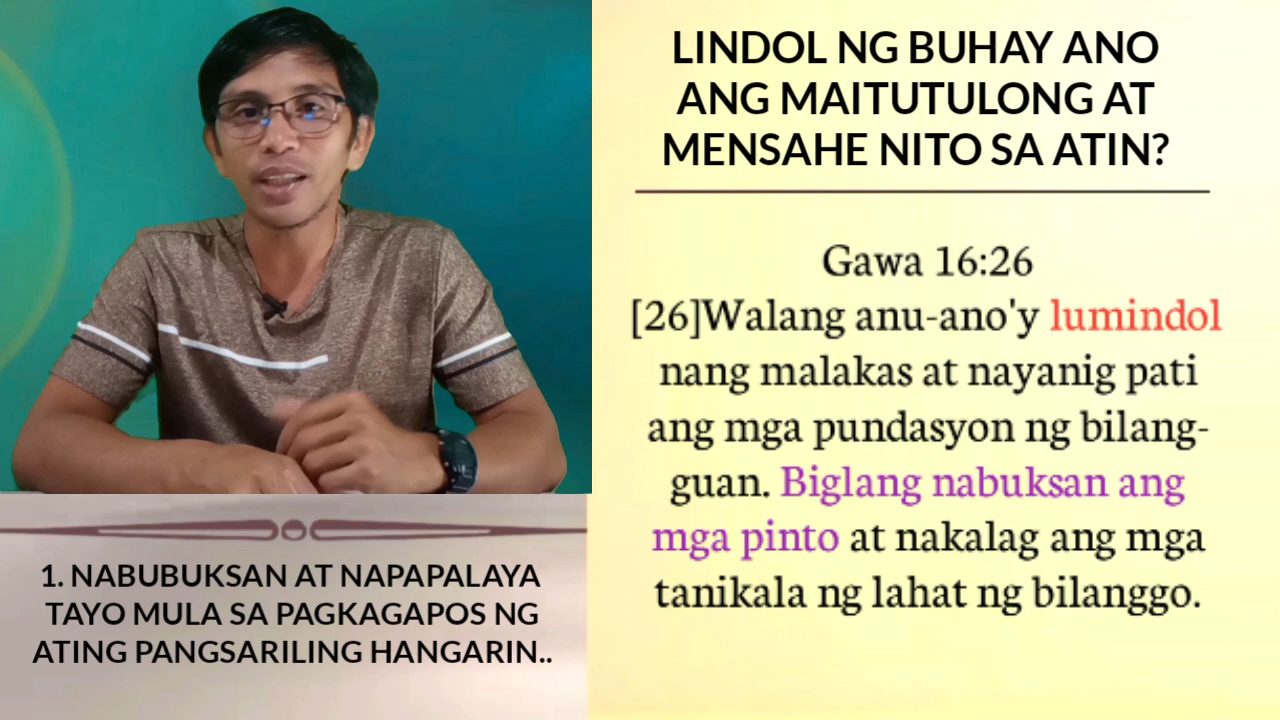 LINDOL NG BUHAY ANO
ANG MAITUTULONG AT
MENSAHE NITO SA ATIN?
Gawa 16:26
[26]Walang anu-ano'y lumindol
nang malakas at nayanig pati
ang mga pundasyon ng bilang-
guan. Biglang nabuksan ang
mga pinto at nakalag ang mga
tanikala ng lahat ng bilanggo.
1. NABUBUKSAN AT NAPAPALAYA
TAYO MULA SA PAGKAGAPOS NG
ATING PANGSARILING HANGARIN..